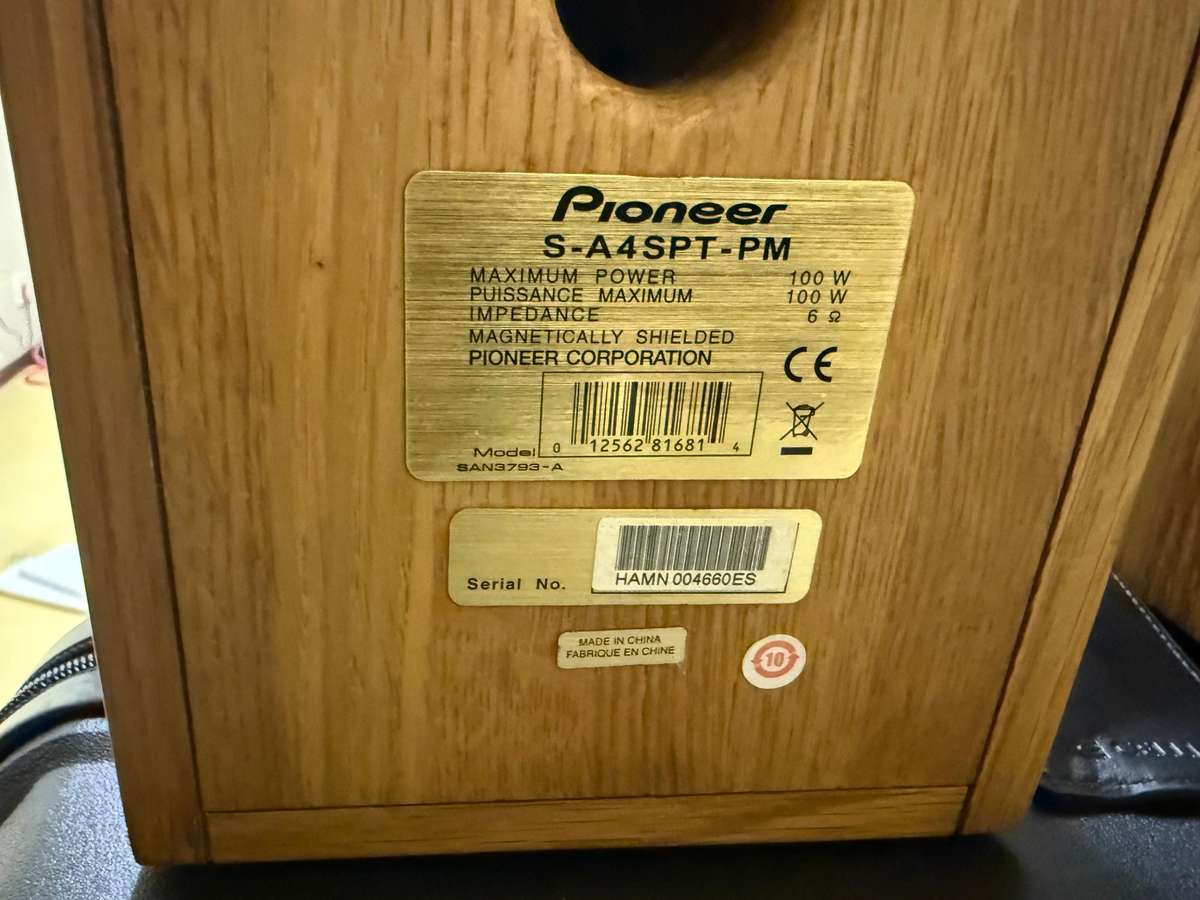 Pioneer
S-A4SPT-PM
MAXIMUM POWER 100 W
PUISSANCE MAXIMUM 100 W
IMPEDANCE 6 Ω
MAGNETICALLY SHIELDED
PIONEER CORPORATION
CE
Model
SAN3793-A
0 12562 81681 4
Serial No.
HAMN 004660ES
MADE IN CHINA
FABRIQUE EN CHINE
10